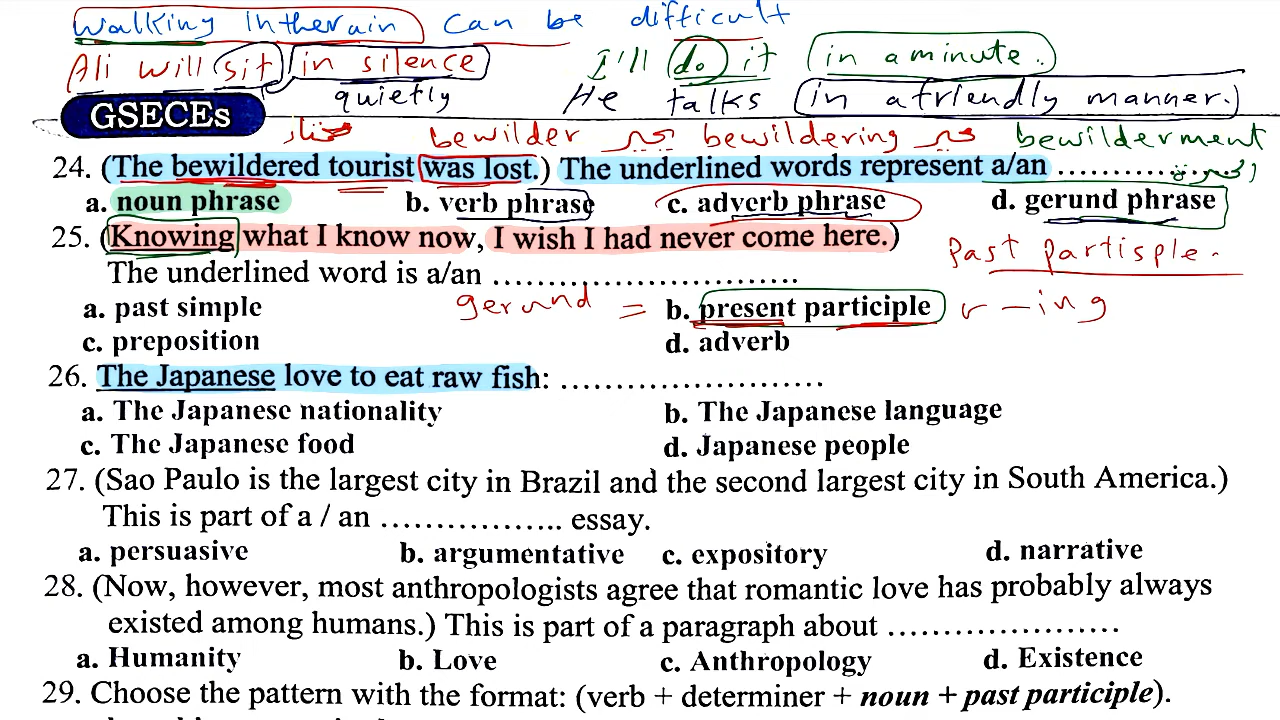 Walking In the rain can be difficult
Ali will sit in silence I'll do it in a minute.
quietly He talks (in a friendly manner.)
GSECEs
bewilder bewildering bewilderment
24. (The bewildered tourist was lost.) The underlined words represent a/an ..................
a. noun phrase b. verb phrase c. adverb phrase d. gerund phrase
25. (Knowing what I know now, I wish I had never come here.)
Past partisple.
The underlined word is a/an ................................
a. past simple gerund = b. present participle v-ing
c. preposition d. adverb
26. The Japanese love to eat raw fish: ...........................
a. The Japanese nationality b. The Japanese language
c. The Japanese food d. Japanese people
27. (Sao Paulo is the largest city in Brazil and the second largest city in South America.)
This is part of a / an .................. essay.
a. persuasive b. argumentative c. expository d. narrative
28. (Now, however, most anthropologists agree that romantic love has probably always
existed among humans.) This is part of a paragraph about ........................
a. Humanity b. Love c. Anthropology d. Existence
29. Choose the pattern with the format: (verb + determiner + noun + past participle).